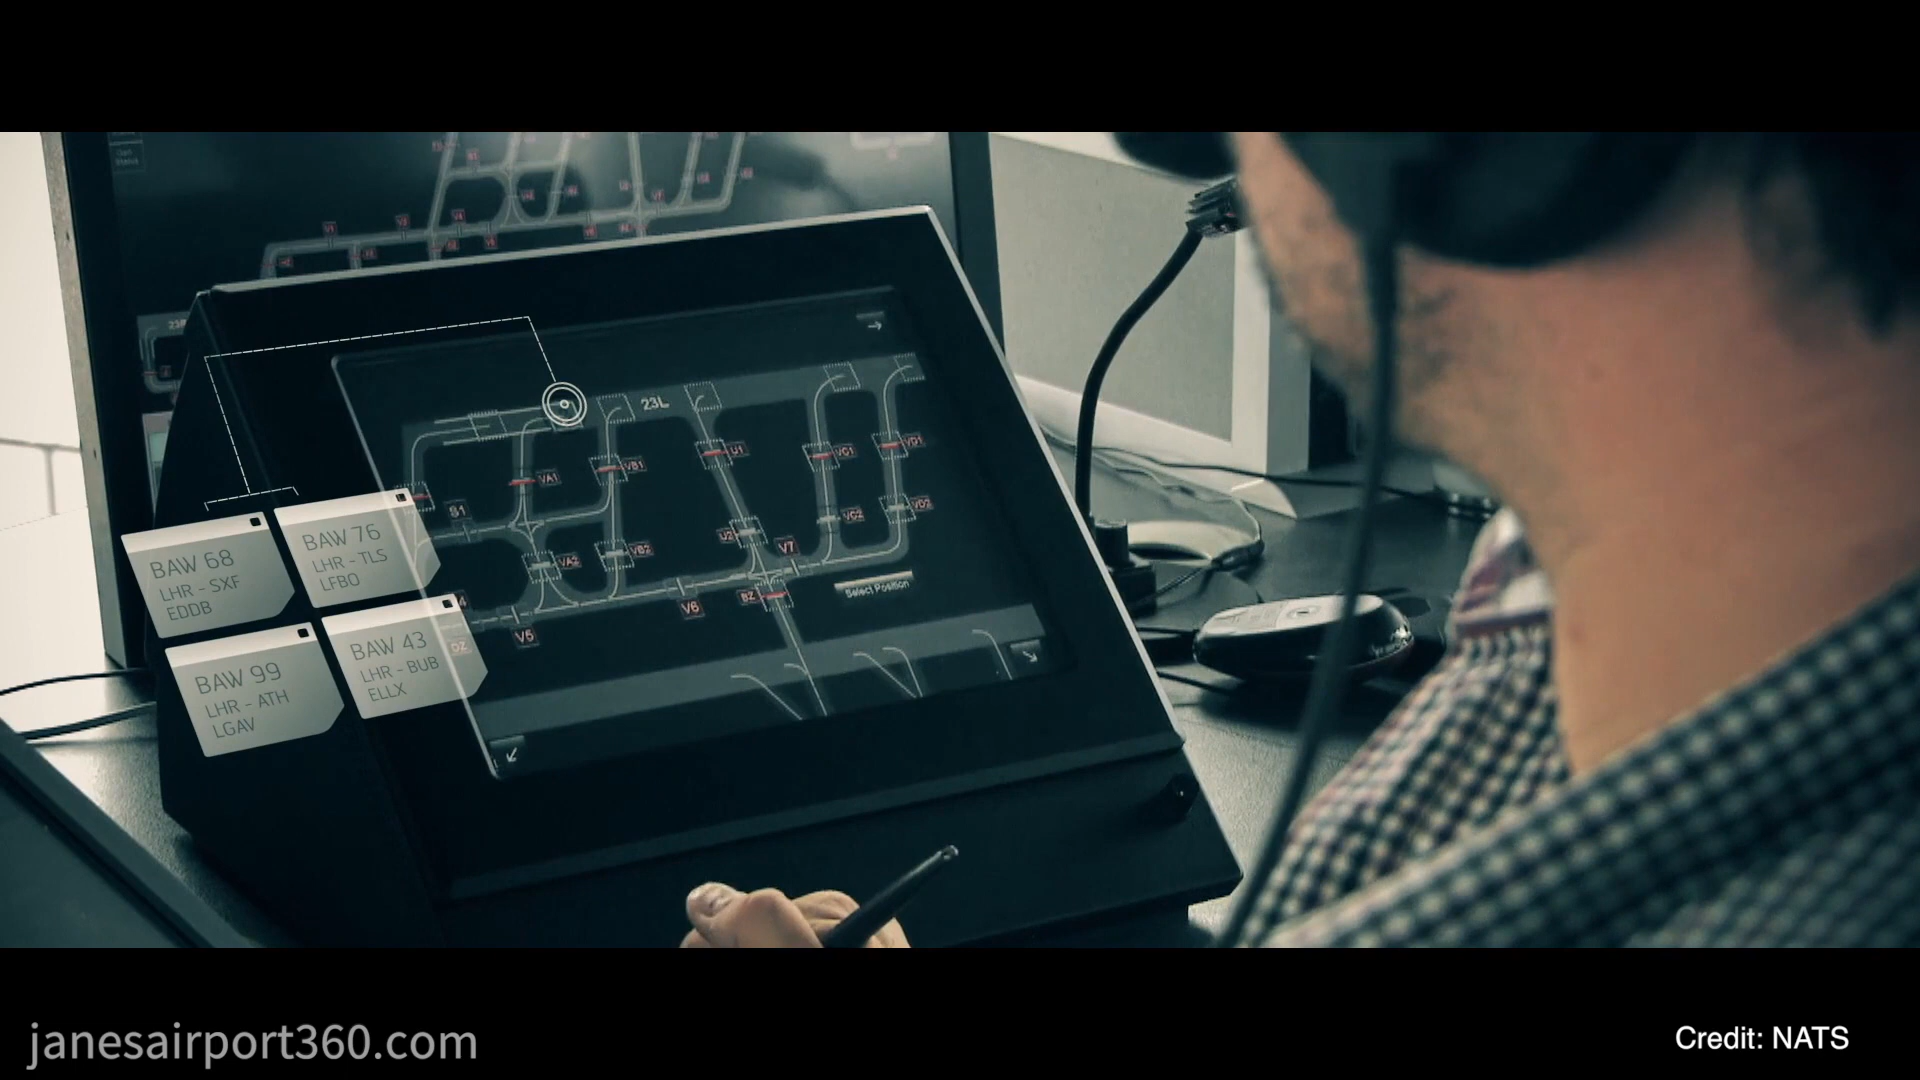 23L
VA1
VB1
U1
VC1
VD1
S1
VA2
VB2
U2
V7
VC2
VD2
V5
V6
BZ
Select Position
BAW 68
LHR - SXF
EDDB
BAW 76
LHR - TLS
LFBO
BAW 99
LHR - ATH
LGAV
BAW 43
LHR - BUB
ELLX
janesairport360.com
Credit: NATS